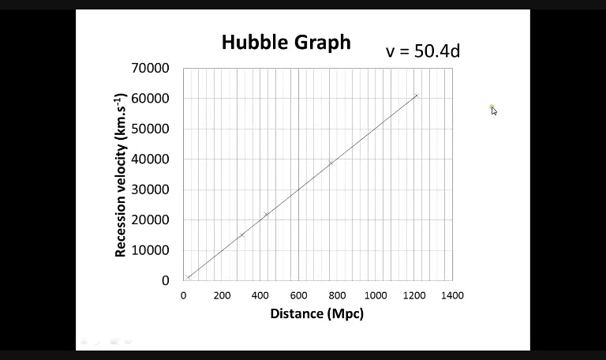 Hubble Graph
v = 50.4d
70000
60000
50000
40000
30000
20000
10000
0
Recession velocity (km.s⁻¹)
0 200 400 600 800 1000 1200 1400
Distance (Mpc)